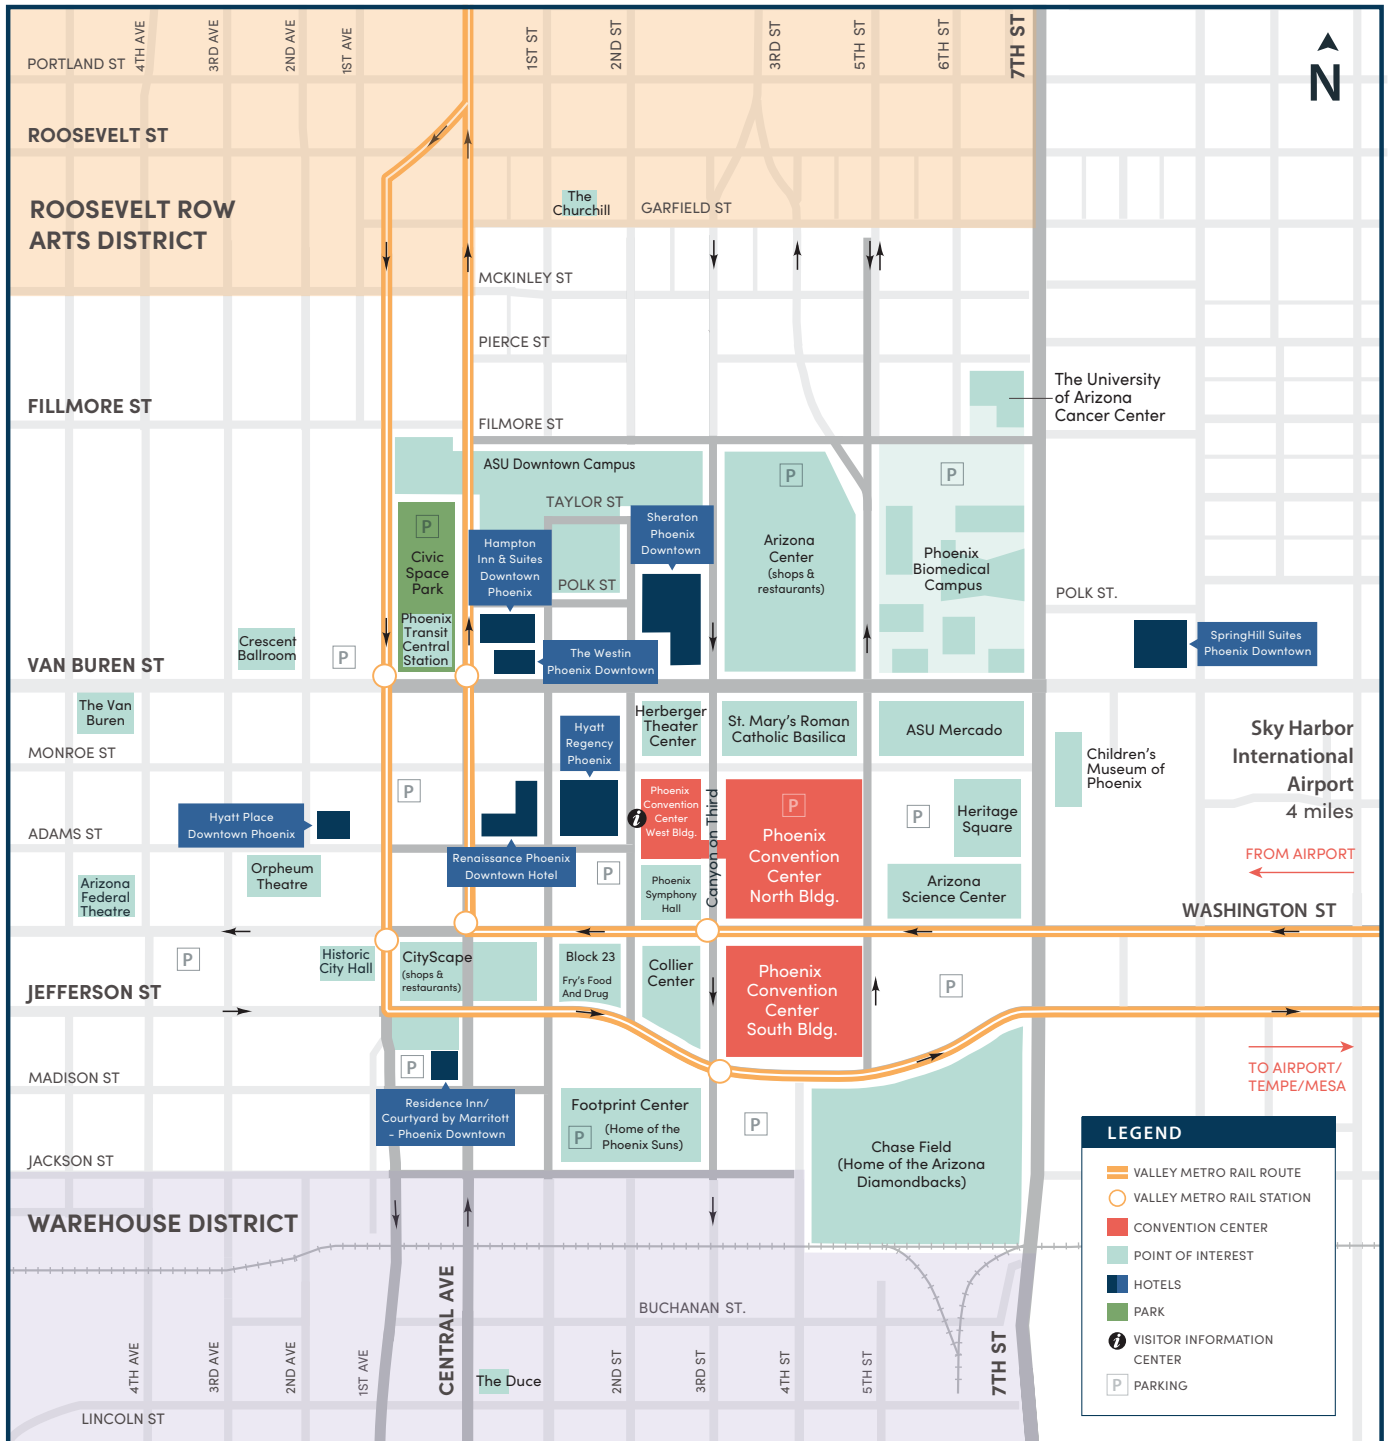 4TH AVE
3RD AVE
2ND AVE
1ST AVE
1ST ST
2ND ST
3RD ST
5TH ST
6TH ST
7TH ST
N
PORTLAND ST
ROOSEVELT ST
ROOSEVELT ROW
ARTS DISTRICT
The
Churchill
GARFIELD ST
MCKINLEY ST
PIERCE ST
The University
of Arizona
Cancer Center
FILLMORE ST
FILMORE ST
ASU Downtown Campus
P
P
TAYLOR ST
P
Civic
Space
Park
Hampton
Inn & Suites
Downtown
Phoenix
Sheraton
Phoenix
Downtown
Arizona
Center
(shops &
restaurants)
Phoenix
Biomedical
Campus
POLK ST
POLK ST.
Phoenix
Transit
Central
Station
Crescent
Ballroom
P
The Westin
Phoenix Downtown
SpringHill Suites
Phoenix Downtown
VAN BUREN ST
The Van
Buren
Herberger
Theater
Center
St. Mary's Roman
Catholic Basilica
ASU Mercado
Hyatt
Regency
Phoenix
MONROE ST
Children's
Museum of
Phoenix
Sky Harbor
International
Airport
4 miles
P
Phoenix
Convention
Center
West Bldg.
i
Canyon on Third
P
Phoenix
Convention
Center
North Bldg.
P
Heritage
Square
Hyatt Place
Downtown Phoenix
ADAMS ST
Renaissance Phoenix
Downtown Hotel
P
Orpheum
Theatre
Arizona
Federal
Theatre
Phoenix
Symphony
Hall
Arizona
Science Center
FROM AIRPORT
WASHINGTON ST
P
Historic
City Hall
CityScape
(shops &
restaurants)
Block 23
Fry's Food
And Drug
Collier
Center
Phoenix
Convention
Center
South Bldg.
P
JEFFERSON ST
P
MADISON ST
TO AIRPORT/
TEMPE/MESA
Residence Inn/
Courtyard by Marritott
- Phoenix Downtown
Footprint Center
P
(Home of the
Phoenix Suns)
P
Chase Field
(Home of the Arizona
Diamondbacks)
JACKSON ST
WAREHOUSE DISTRICT
BUCHANAN ST.
4TH AVE
3RD AVE
2ND AVE
1ST AVE
CENTRAL AVE
The Duce
2ND ST
3RD ST
4TH ST
5TH ST
7TH ST
LINCOLN ST
LEGEND
VALLEY METRO RAIL ROUTE
VALLEY METRO RAIL STATION
CONVENTION CENTER
POINT OF INTEREST
HOTELS
PARK
i
VISITOR INFORMATION
CENTER
P
PARKING